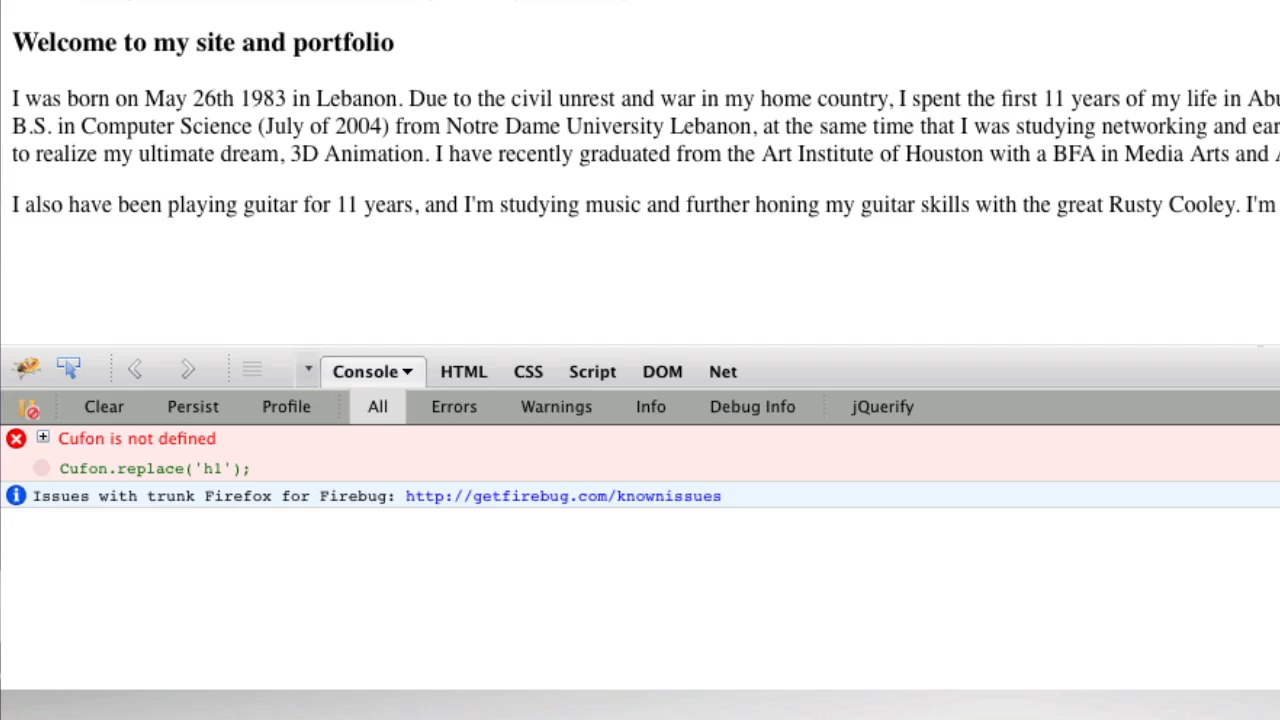 Welcome to my site and portfolio
I was born on May 26th 1983 in Lebanon. Due to the civil unrest and war in my home country, I spent the first 11 years of my life in
B.S. in Computer Science (July of 2004) from Notre Dame University Lebanon, at the same time that I was studying networking and
to realize my ultimate dream, 3D Animation. I have recently graduated from the Art Institute of Houston with a BFA in Media Arts and
I also have been playing guitar for 11 years, and I'm studying music and further honing my guitar skills with the great Rusty Cooley. I'm
Console HTML CSS Script DOM Net
Clear Persist Profile All Errors Warnings Info Debug Info jQuerify
Cufon is not defined
Cufon.replace('h1');
Issues with trunk Firefox for Firebug: http://getfirebug.com/knownissues